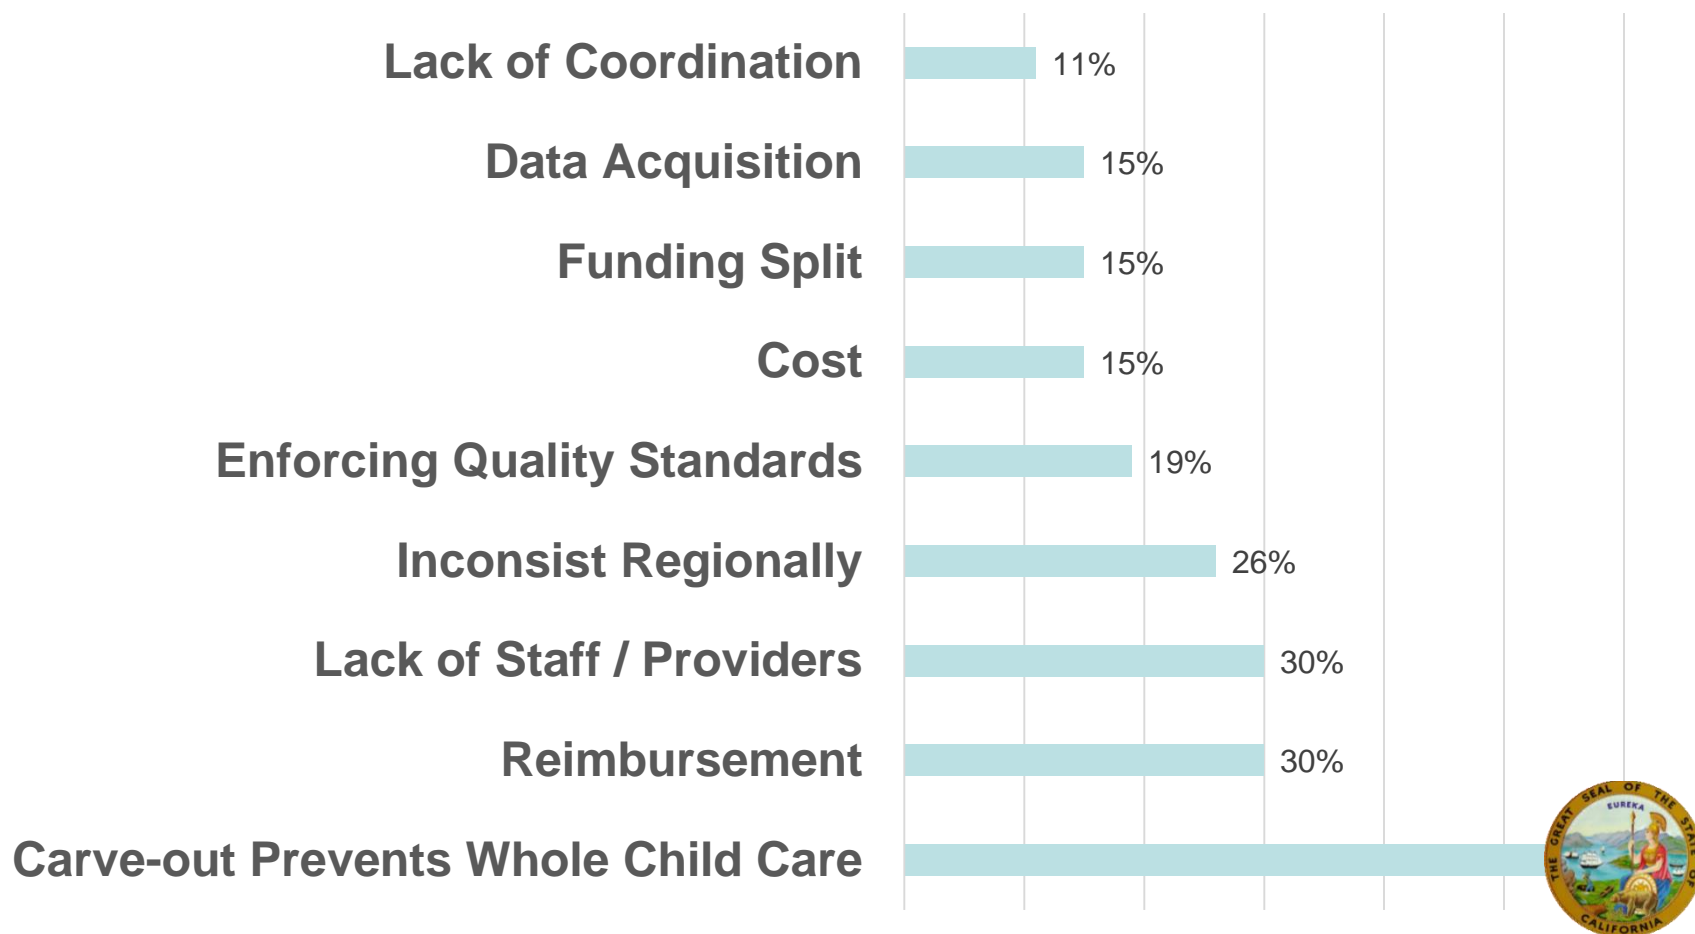 Lack of Coordination 11%
Data Acquisition 15%
Funding Split 15%
Cost 15%
Enforcing Quality Standards 19%
Inconsist Regionally 26%
Lack of Staff / Providers 30%
Reimbursement 30%
Carve-out Prevents Whole Child Care
THE GREAT SEAL OF THE STATE OF CALIFORNIA
EUREKA